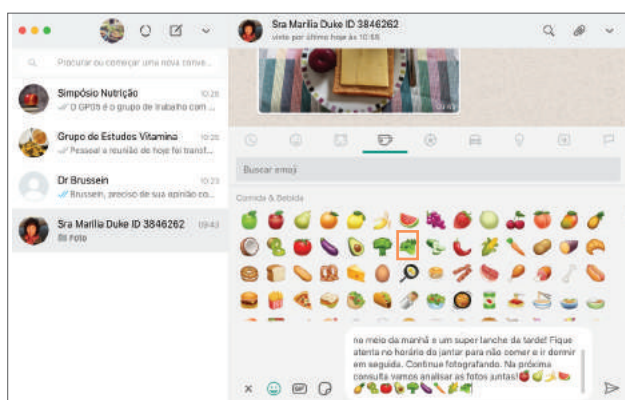 Sra Marilia Duke ID 3846262
visto por último hoje às 10:58
Procurar ou começar uma nova conve...
Simpósio Nutrição 10:28
O GP05 é o grupo de trabalho com ...
Grupo de Estudos Vitamina 10:25
Pessoal a reunião de hoje foi transf...
Dr Brussein 10:23
Brussein, preciso de sua opinião co...
Sra Marilia Duke ID 3846262 09:43
Foto
09:43
Buscar emoji
Comida & Bebida
no meio da manhã e um super lanche da tarde! Fique
atenta no horário do jantar para não comer e ir dormir
em seguida. Continue fotografando. Na próxima
consulta vamos analisar as fotos juntas!
GIF